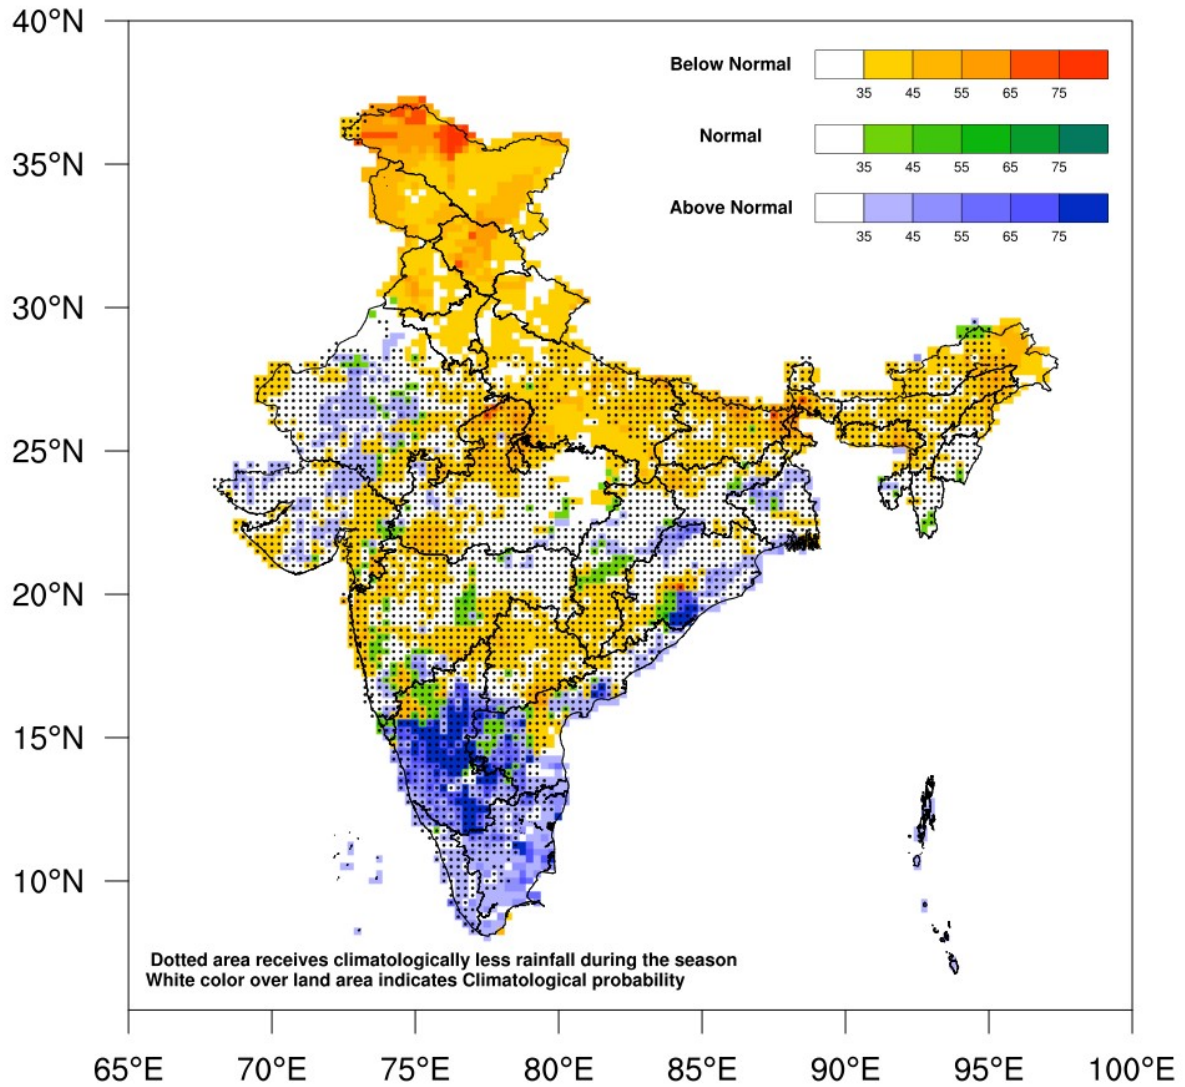 40°N
Below Normal
35 45 55 65 75
Normal
35 45 55 65 75
35°N
Above Normal
35 45 55 65 75
30°N
25°N
20°N
15°N
10°N
Dotted area receives climatologically less rainfall during the season
White color over land area indicates Climatological probability
65°E 70°E 75°E 80°E 85°E 90°E 95°E 100°E